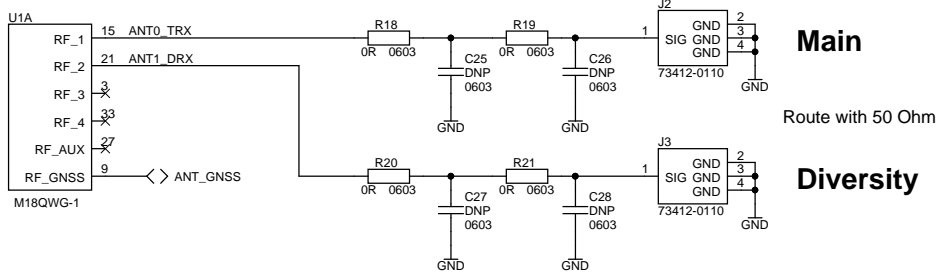 U1A
RF_1 15 ANT0_TRX
RF_2 21 ANT1_DRX
RF_3 3
RF_4 33
RF_AUX 27
RF_GNSS 9 ANT_GNSS
M18QWG-1
R18
0R 0603
R19
0R 0603
C25
DNP
0603
GND
C26
DNP
0603
GND
J2
1 SIG GND 2
GND 3
GND 4
73412-0110
GND
Main
Route with 50 Ohm
R20
0R 0603
R21
0R 0603
C27
DNP
0603
GND
C28
DNP
0603
GND
J3
1 SIG GND 2
GND 3
GND 4
73412-0110
GND
Diversity